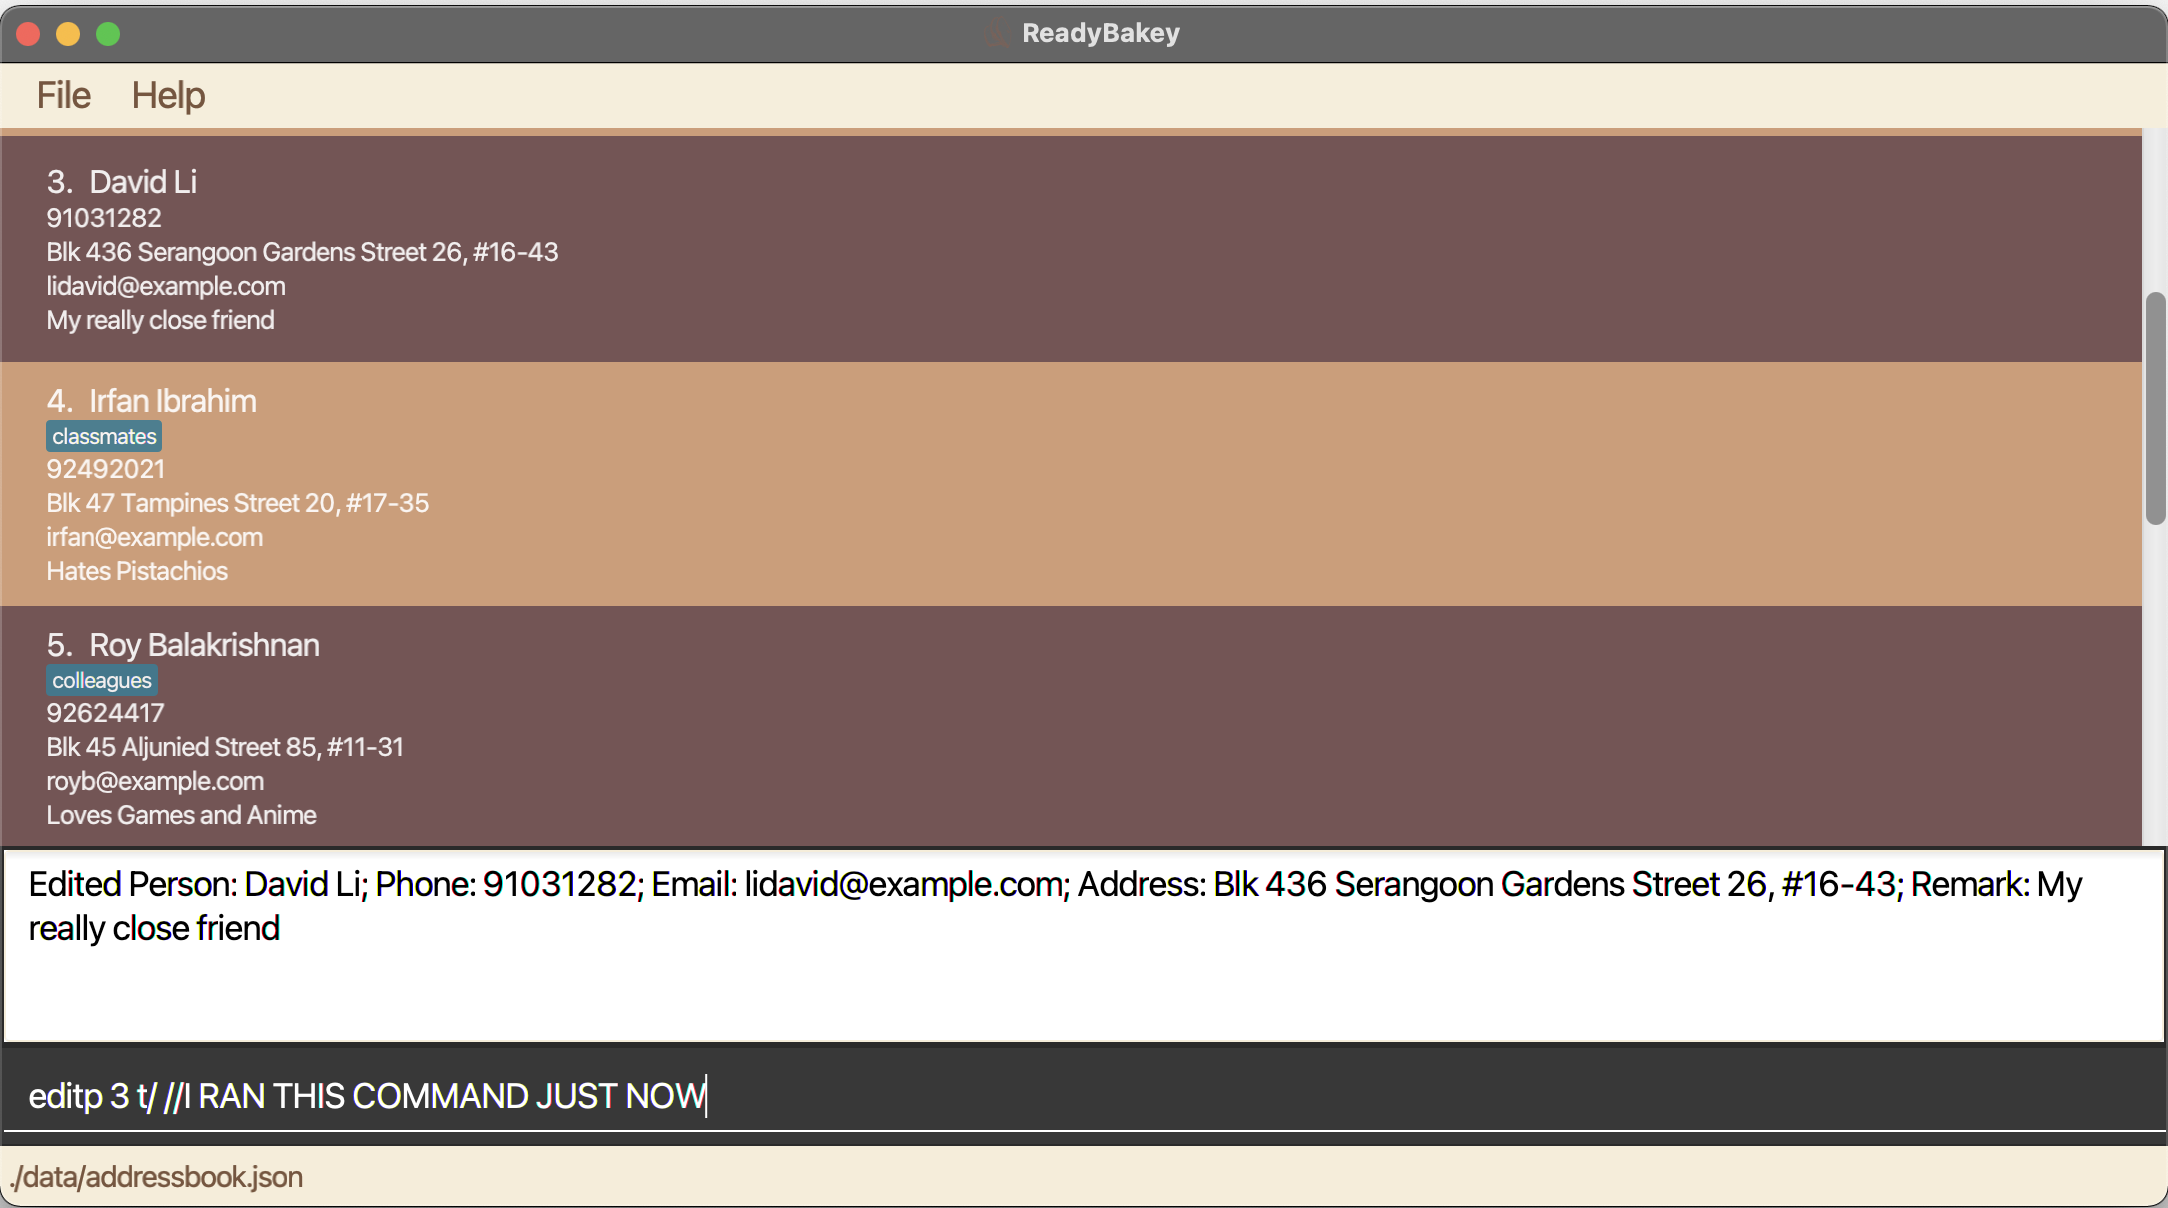 ReadyBakey
File Help
3. David Li
91031282
Blk 436 Serangoon Gardens Street 26, #16-43
lidavid@example.com
My really close friend
4. Irfan Ibrahim
classmates
92492021
Blk 47 Tampines Street 20, #17-35
irfan@example.com
Hates Pistachios
5. Roy Balakrishnan
colleagues
92624417
Blk 45 Aljunied Street 85, #11-31
royb@example.com
Loves Games and Anime
Edited Person: David Li; Phone: 91031282; Email: lidavid@example.com; Address: Blk 436 Serangoon Gardens Street 26, #16-43; Remark: My
really close friend
editp 3 t/ //I RAN THIS COMMAND JUST NOW
./data/addressbook.json